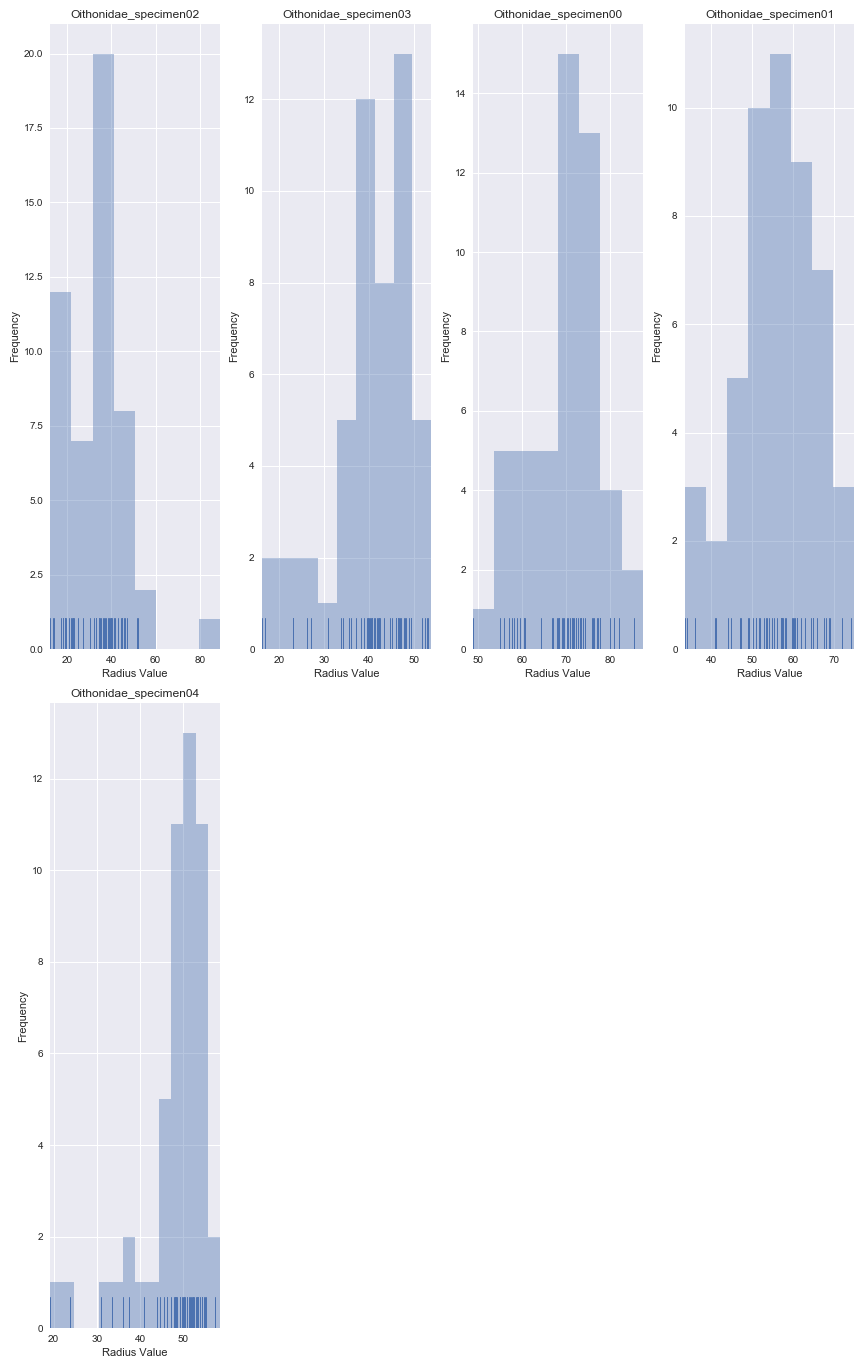 Oithonidae_specimen02
20.0
17.5
15.0
12.5
10.0
7.5
5.0
2.5
0.0
Frequency
20 40 60 80
Radius Value
Oithonidae_specimen03
12
10
8
6
4
2
0
Frequency
20 30 40 50
Radius Value
Oithonidae_specimen00
14
12
10
8
6
4
2
0
Frequency
50 60 70 80
Radius Value
Oithonidae_specimen01
10
8
6
4
2
0
Frequency
40 50 60 70
Radius Value
Oithonidae_specimen04
12
10
8
6
4
2
0
Frequency
20 30 40 50
Radius Value